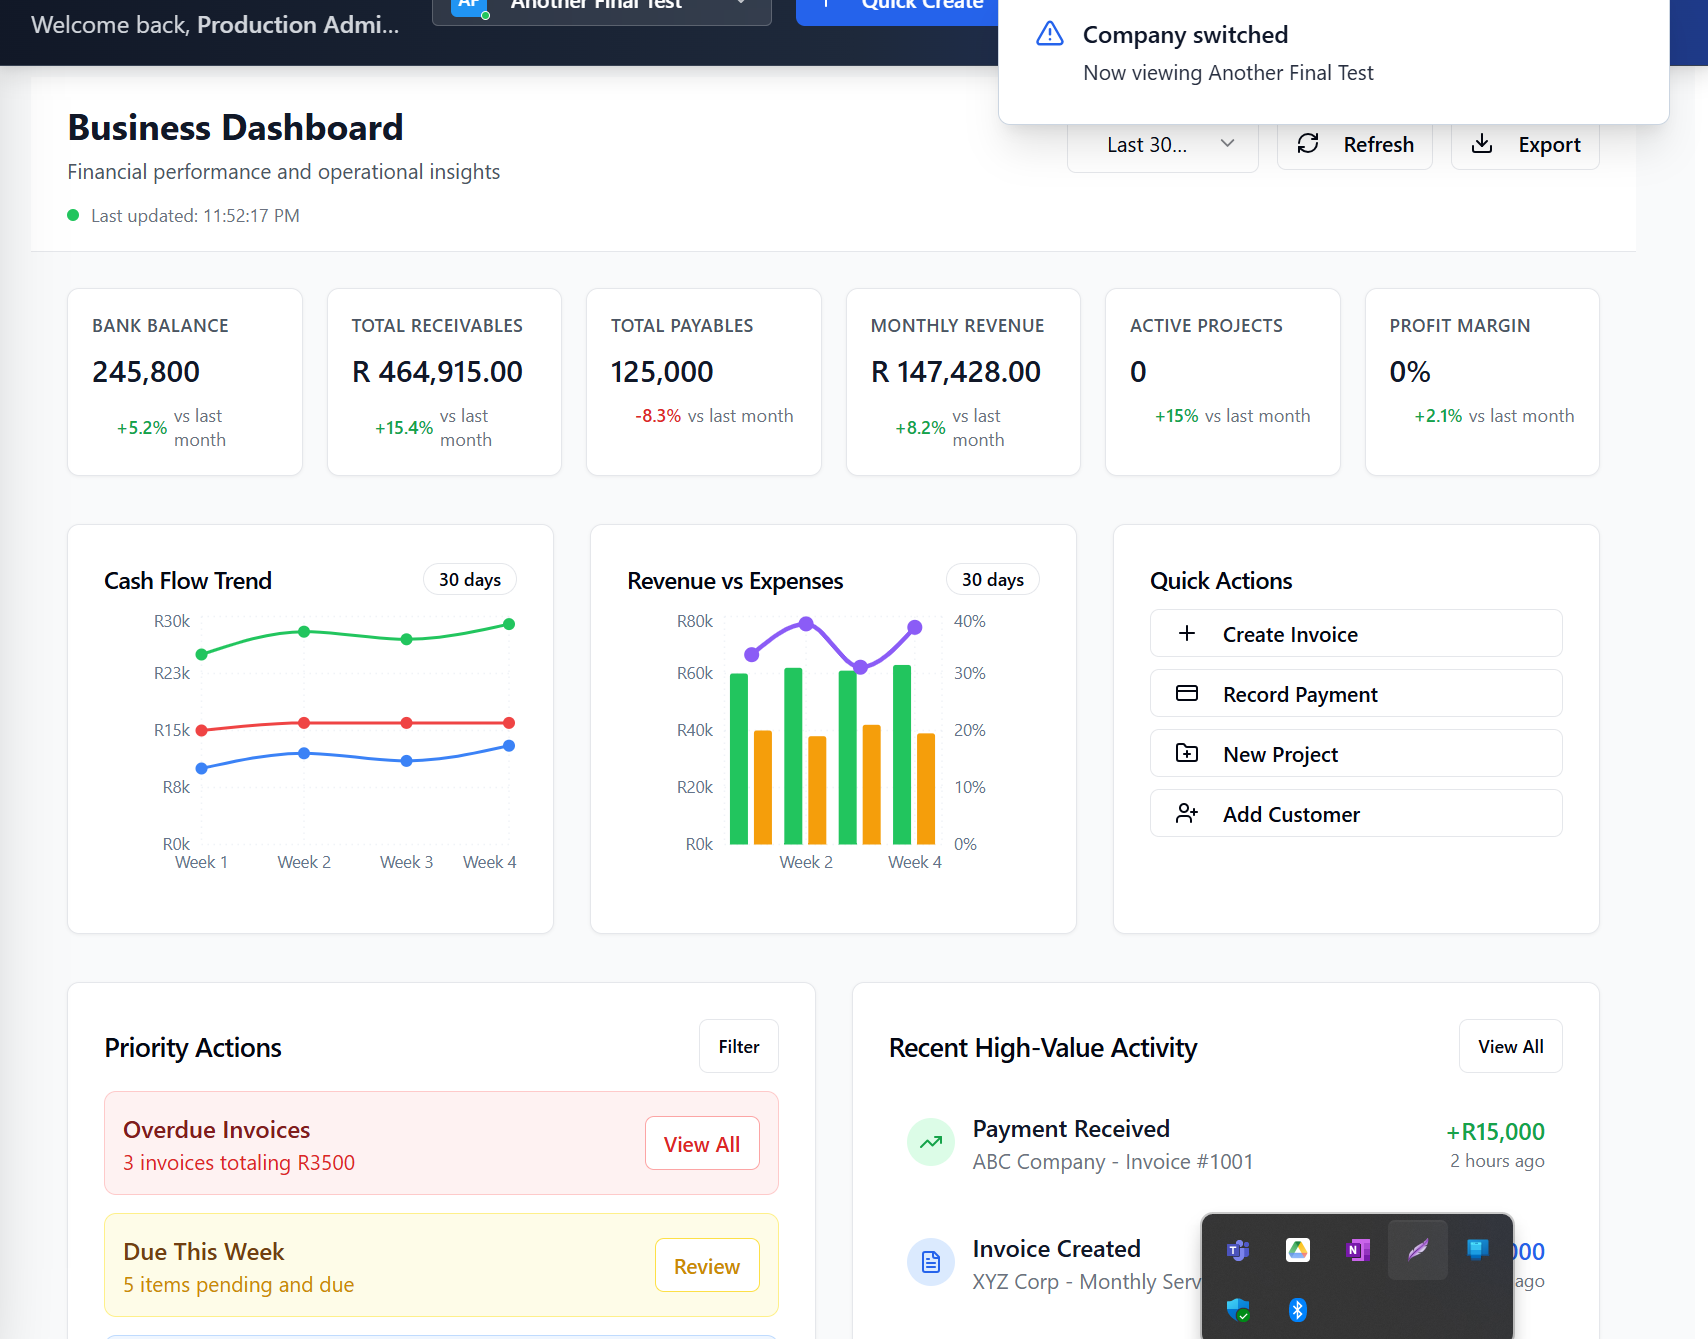 Welcome back, Production Admi...
AF
Another Final Test
Quick Create
Company switched
Now viewing Another Final Test
Business Dashboard
Financial performance and operational insights
Last updated: 11:52:17 PM
Last 30...
Refresh
Export
BANK BALANCE
245,800
+5.2% vs last
month
TOTAL RECEIVABLES
R 464,915.00
+15.4% vs last
month
TOTAL PAYABLES
125,000
-8.3% vs last month
MONTHLY REVENUE
R 147,428.00
+8.2% vs last
month
ACTIVE PROJECTS
0
+15% vs last month
PROFIT MARGIN
0%
+2.1% vs last month
Cash Flow Trend
30 days
R30k
R23k
R15k
R8k
R0k
Week 1 Week 2 Week 3 Week 4
Revenue vs Expenses
30 days
R80k
R60k
R40k
R20k
R0k
40%
30%
20%
10%
0%
Week 2 Week 4
Quick Actions
Create Invoice
Record Payment
New Project
Add Customer
Priority Actions
Filter
Overdue Invoices
3 invoices totaling R3500
View All
Due This Week
5 items pending and due
Review
Recent High-Value Activity
View All
Payment Received
ABC Company - Invoice #1001
+R15,000
2 hours ago
Invoice Created
XYZ Corp - Monthly Serv
000
ago
N